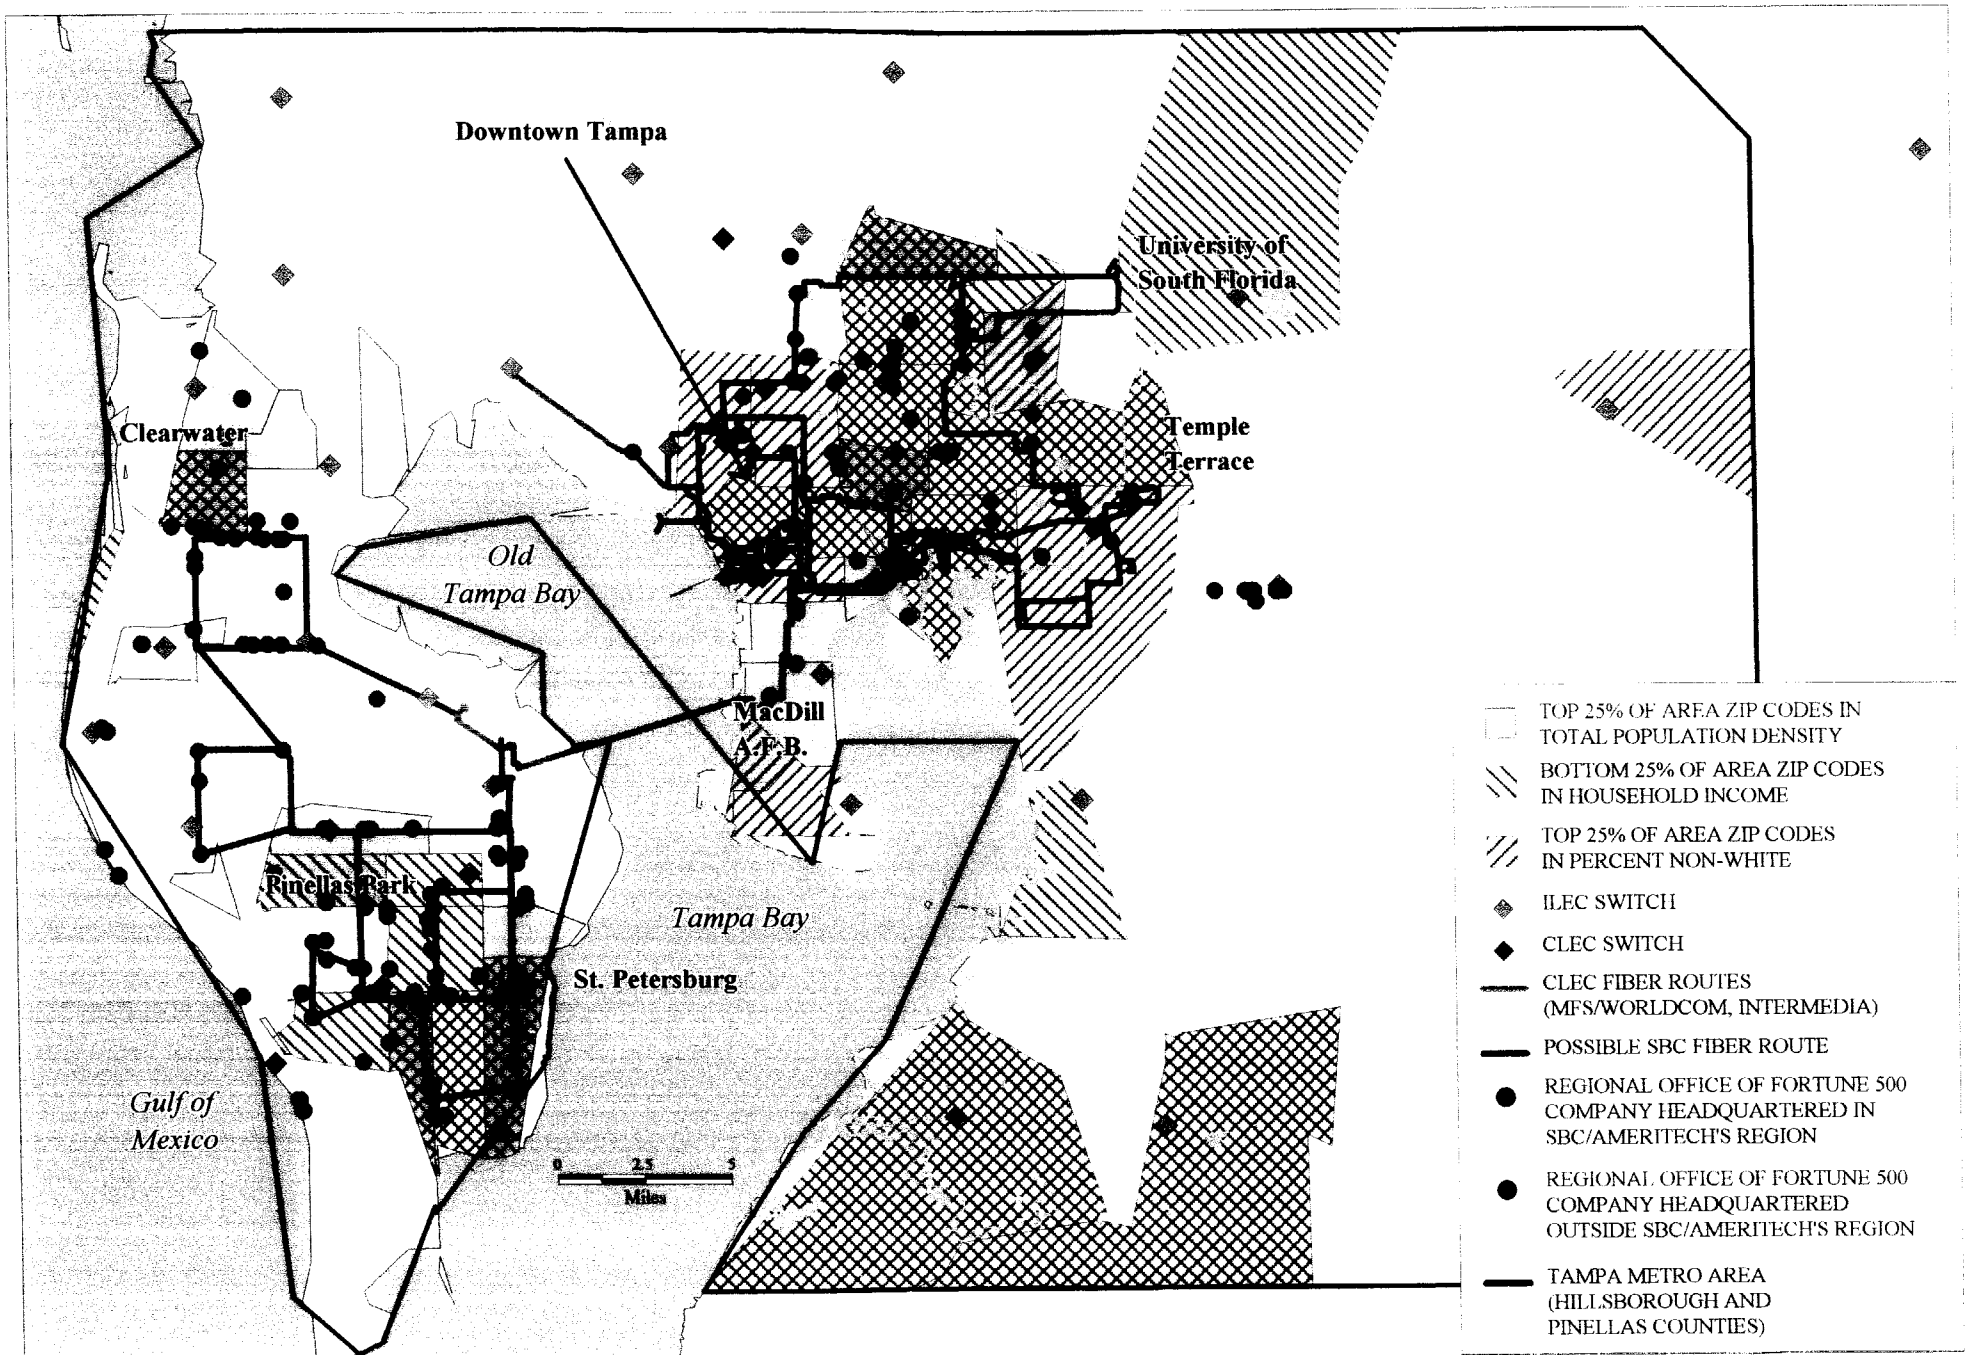 Downtown Tampa
University of
South Florida
Clearwater
Temple
Terrace
Old
Tampa Bay
MacDill
A.F.B.
Pinellas Park
Tampa Bay
St. Petersburg
Gulf of
Mexico
0 2.5 5
Miles
TOP 25% OF AREA ZIP CODES IN
TOTAL POPULATION DENSITY
BOTTOM 25% OF AREA ZIP CODES
IN HOUSEHOLD INCOME
TOP 25% OF AREA ZIP CODES
IN PERCENT NON-WHITE
ILEC SWITCH
CLEC SWITCH
CLEC FIBER ROUTES
(MFS/WORLDCOM, INTERMEDIA)
POSSIBLE SBC FIBER ROUTE
REGIONAL OFFICE OF FORTUNE 500
COMPANY HEADQUARTERED IN
SBC/AMERITECH'S REGION
REGIONAL OFFICE OF FORTUNE 500
COMPANY HEADQUARTERED
OUTSIDE SBC/AMERITECH'S REGION
TAMPA METRO AREA
(HILLSBOROUGH AND
PINELLAS COUNTIES)